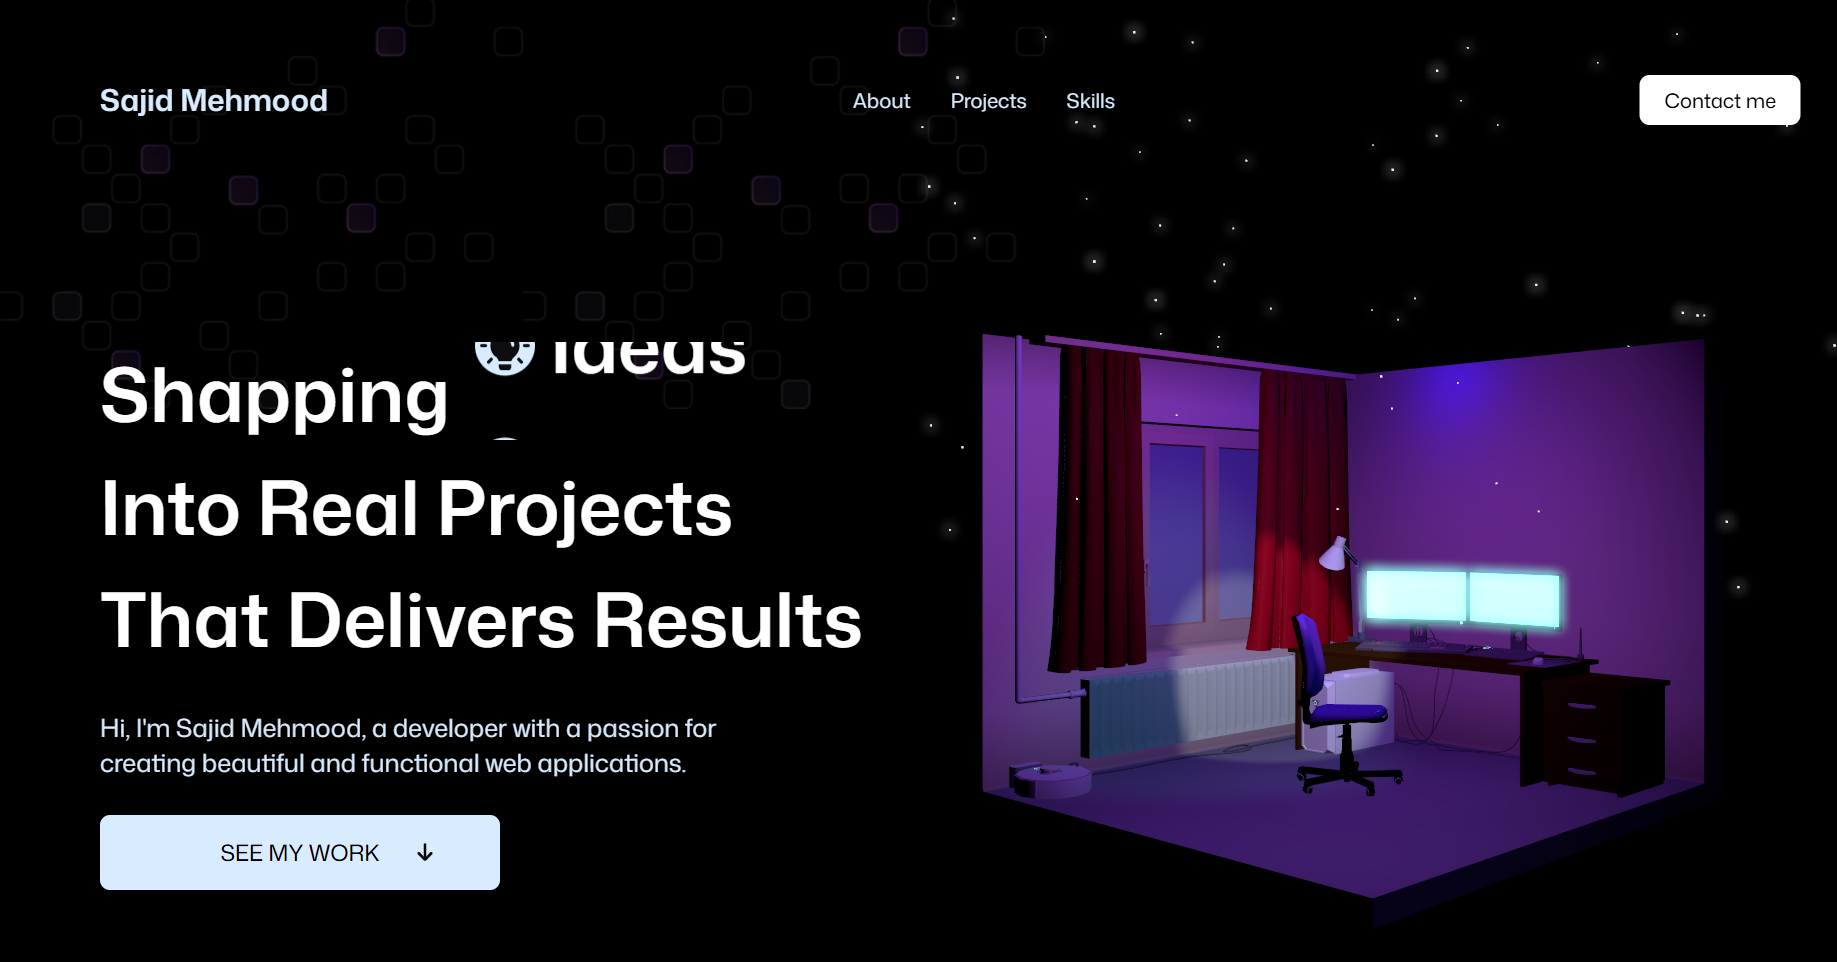 Sajid Mehmood
About
Projects
Skills
Contact me
Shapping Ideas
Into Real Projects
That Delivers Results
Hi, I'm Sajid Mehmood, a developer with a passion for
creating beautiful and functional web applications.
SEE MY WORK